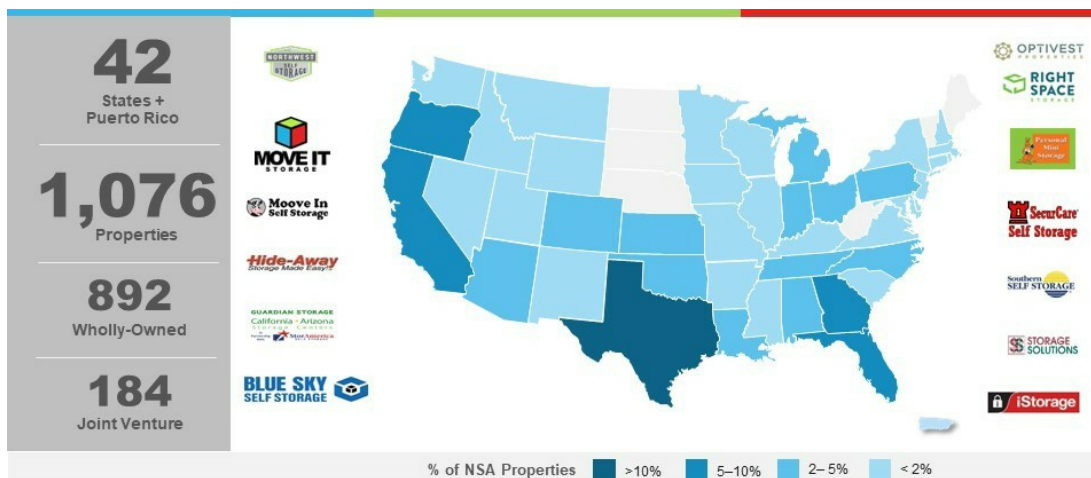 42
States +
Puerto Rico
1,076
Properties
892
Wholly-Owned
184
Joint Venture
NORTHWEST
SELF
STORAGE
MOVE IT
STORAGE
Moove In
Self Storage
Hide-Away
Storage Made Easy!
GUARDIAN STORAGE
California - Arizona
Storage Centers
StorAmerica
SELF STORAGE
BLUE SKY
SELF STORAGE
OPTIVEST
PROPERTIES
RIGHT
SPACE
STORAGE
Personal
Mini
Storage
SecurCare
Self Storage
Southern
SELF STORAGE
STORAGE
SOLUTIONS
iStorage
% of NSA Properties >10% 5–10% 2–5% < 2%